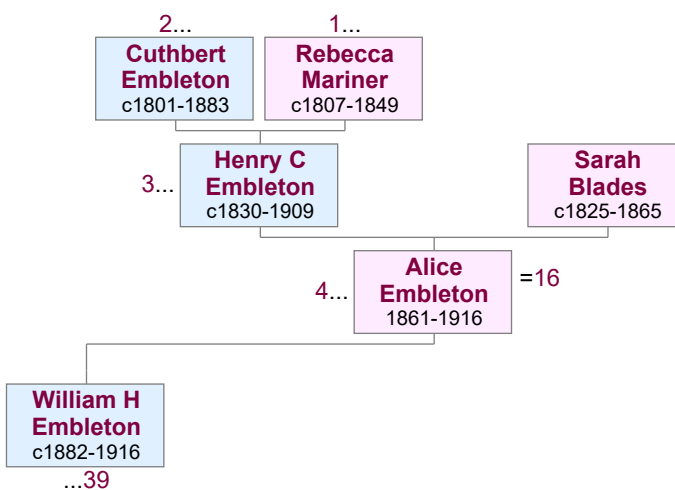 2... 1...
Cuthbert Rebecca
Embleton Mariner
c1801-1883 c1807-1849
Henry C Sarah
3... Embleton Blades
c1830-1909 c1825-1865
Alice =16
4... Embleton
1861-1916
William H
Embleton
c1882-1916
...39